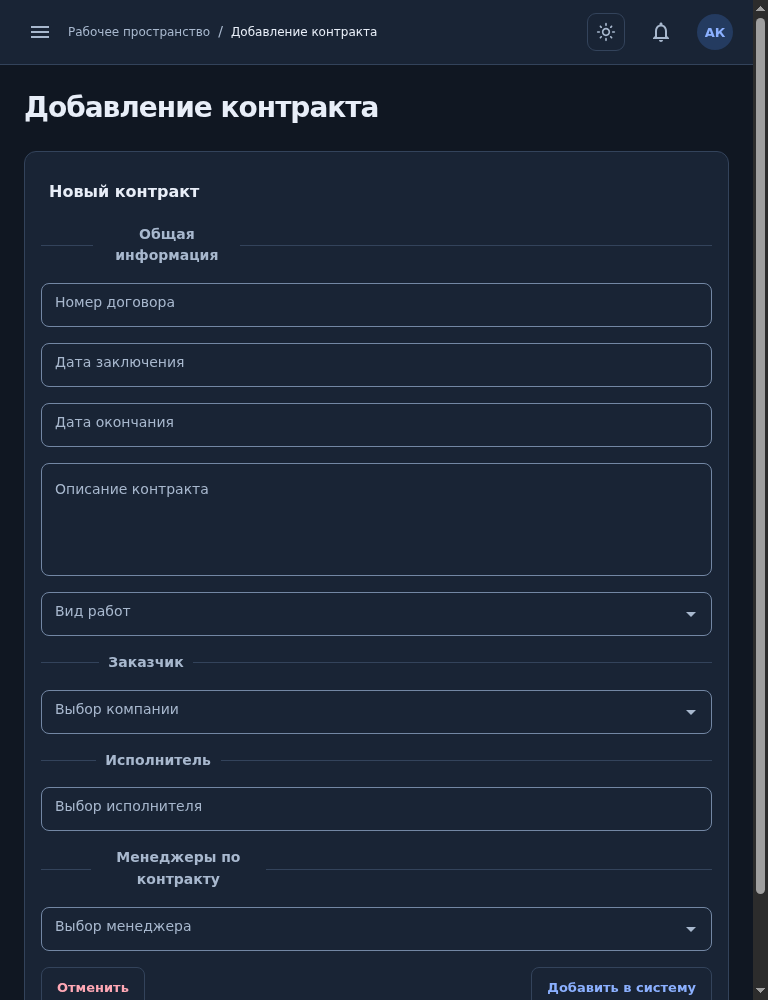 Рабочее пространство / Добавление контракта
АК
Добавление контракта
Новый контракт
Общая
информация
Номер договора
Дата заключения
Дата окончания
Описание контракта
Вид работ
Заказчик
Выбор компании
Исполнитель
Выбор исполнителя
Менеджеры по
контракту
Выбор менеджера
Отменить
Добавить в систему